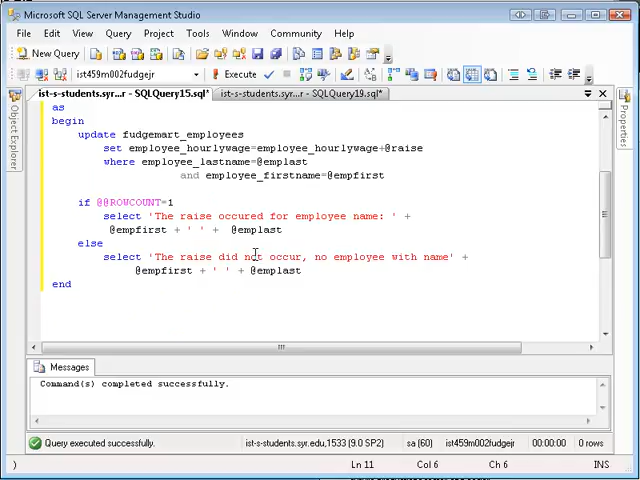 Microsoft SQL Server Management Studio
File Edit View Query Project Tools Window Community Help
New Query
ist459m002fudgejr Execute
ist-s-students.syr...r - SQLQuery15.sql* ist-s-students.syr...r - SQLQuery19.sql*
Object Explorer
Properties
as
begin
update fudgemart_employees
set employee_hourlywage=employee_hourlywage+@raise
where employee_lastname=@emplast
and employee_firstname=@empfirst
if @@ROWCOUNT=1
select 'The raise occured for employee name: ' +
@empfirst + ' ' + @emplast
else
select 'The raise did not occur, no employee with name' +
@empfirst + ' ' + @emplast
end
Messages
Command(s) completed successfully.
Query executed successfully. ist-s-students.syr.edu,1533 (9.0 SP2) sa (60) ist459m002fudgejr 00:00:00 0 rows
) Ln 11 Col 6 Ch 6 INS